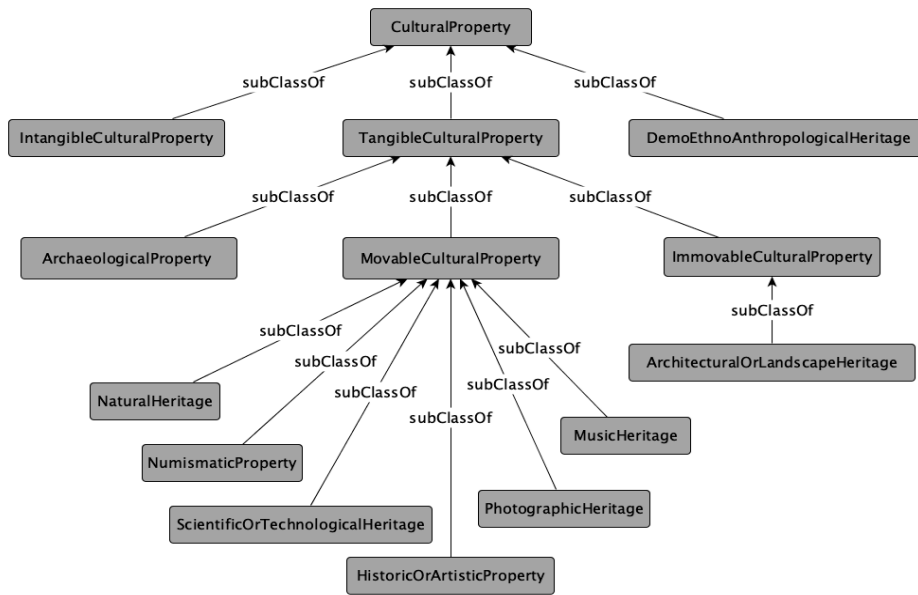 CulturalProperty
subClassOf
subClassOf
subClassOf
IntangibleCulturalProperty
TangibleCulturalProperty
DemoEthnoAnthropologicalHeritage
subClassOf
subClassOf
subClassOf
ArchaeologicalProperty
MovableCulturalProperty
ImmovableCulturalProperty
subClassOf
subClassOf
subClassOf
subClassOf
subClassOf
subClassOf
subClassOf
ArchitecturalOrLandscapeHeritage
NaturalHeritage
MusicHeritage
NumismaticProperty
PhotographicHeritage
ScientificOrTechnologicalHeritage
HistoricOrArtisticProperty